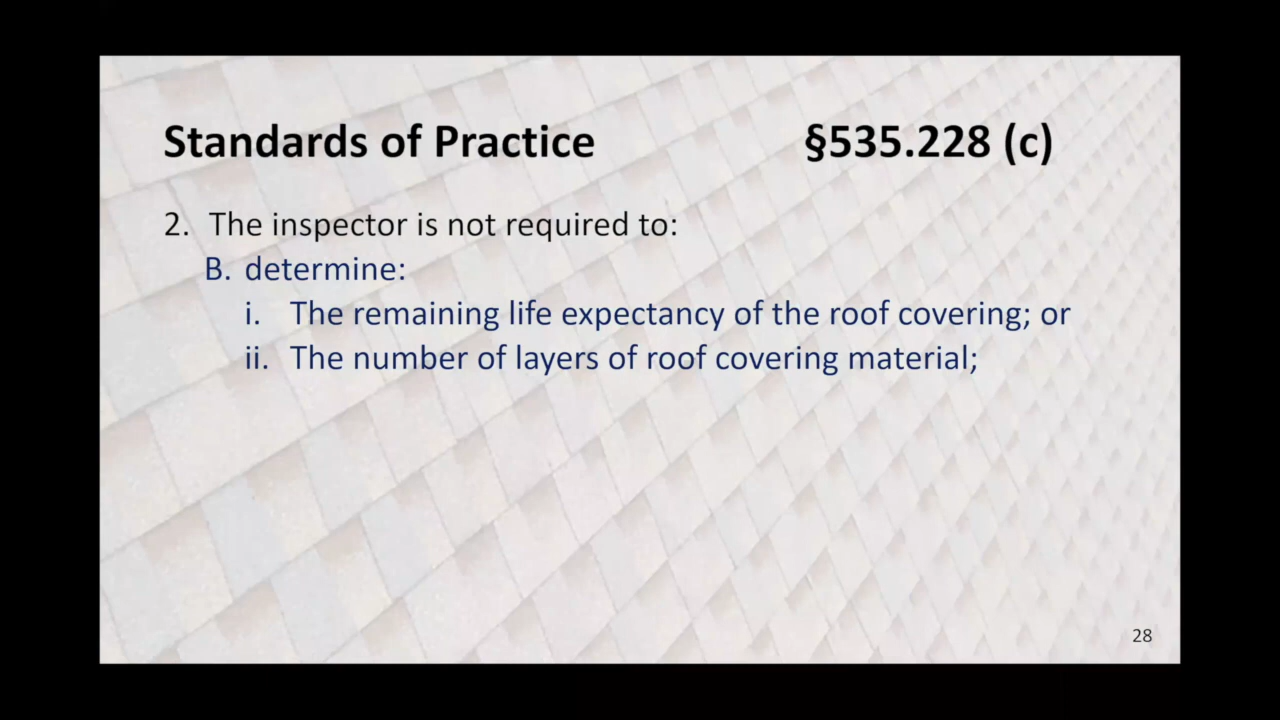 Standards of Practice §535.228 (c)
2. The inspector is not required to:
B. determine:
i. The remaining life expectancy of the roof covering; or
ii. The number of layers of roof covering material;
28